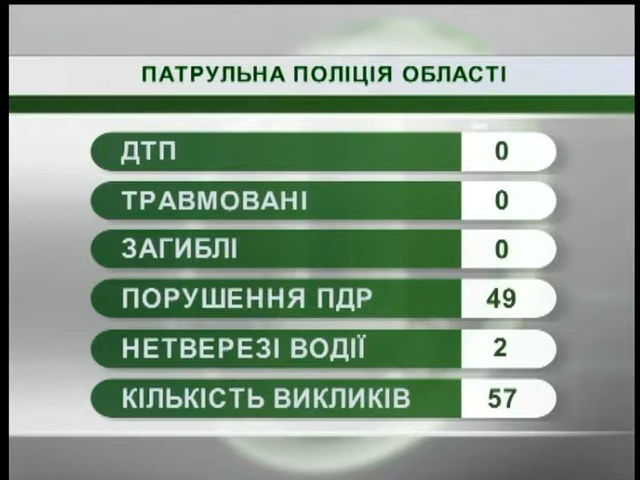 ПАТРУЛЬНА ПОЛІЦІЯ ОБЛАСТІ
ДТП 0
ТРАВМОВАНІ 0
ЗАГИБЛІ 0
ПОРУШЕННЯ ПДР 49
НЕТВЕРЕЗІ ВОДІЇ 2
КІЛЬКІСТЬ ВИКЛИКІВ 57